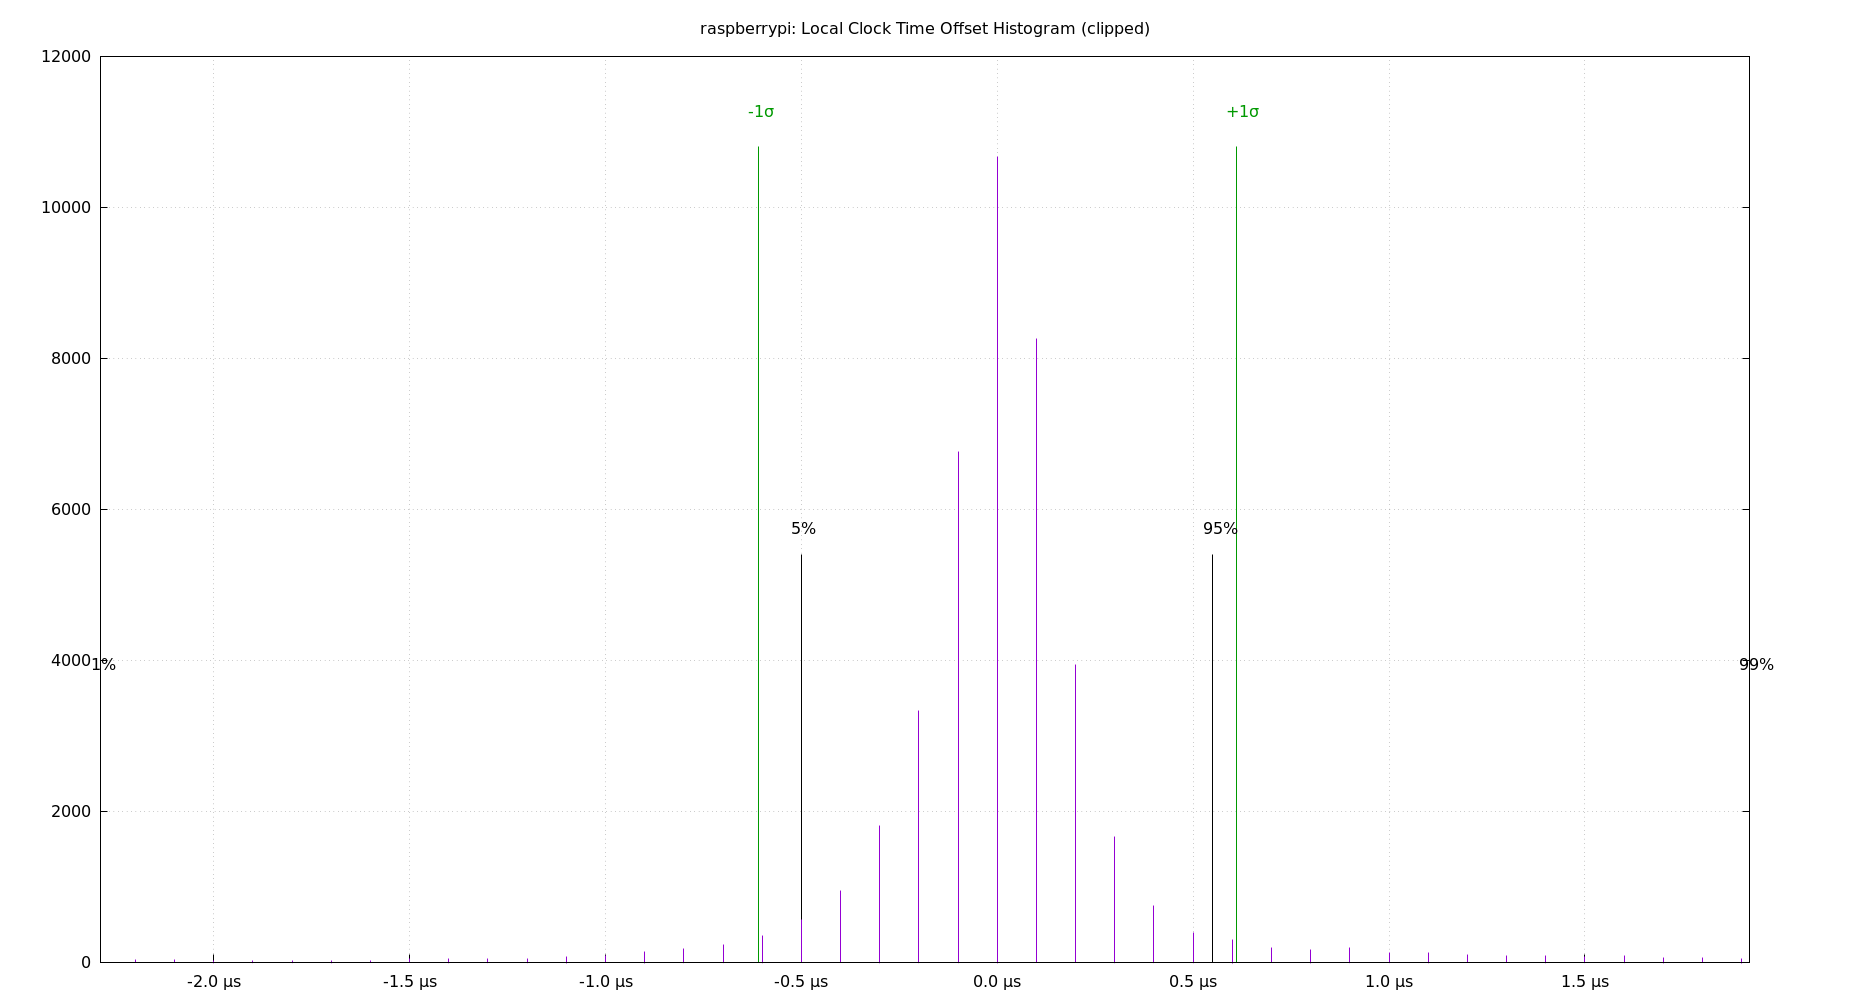 raspberrypi: Local Clock Time Offset Histogram (clipped)
12000
-1σ +1σ
10000
8000
6000
5% 95%
4000 1% 99%
2000
0
-2.0 μs -1.5 μs -1.0 μs -0.5 μs 0.0 μs 0.5 μs 1.0 μs 1.5 μs